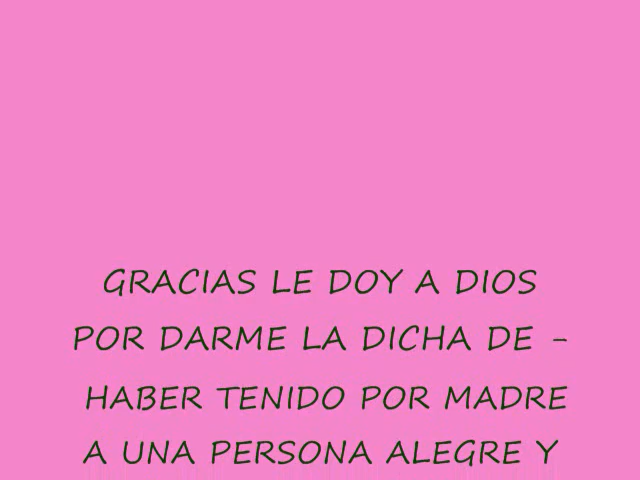 GRACIAS LE DOY A DIOS
POR DARME LA DICHA DE -
HABER TENIDO POR MADRE
A UNA PERSONA ALEGRE Y